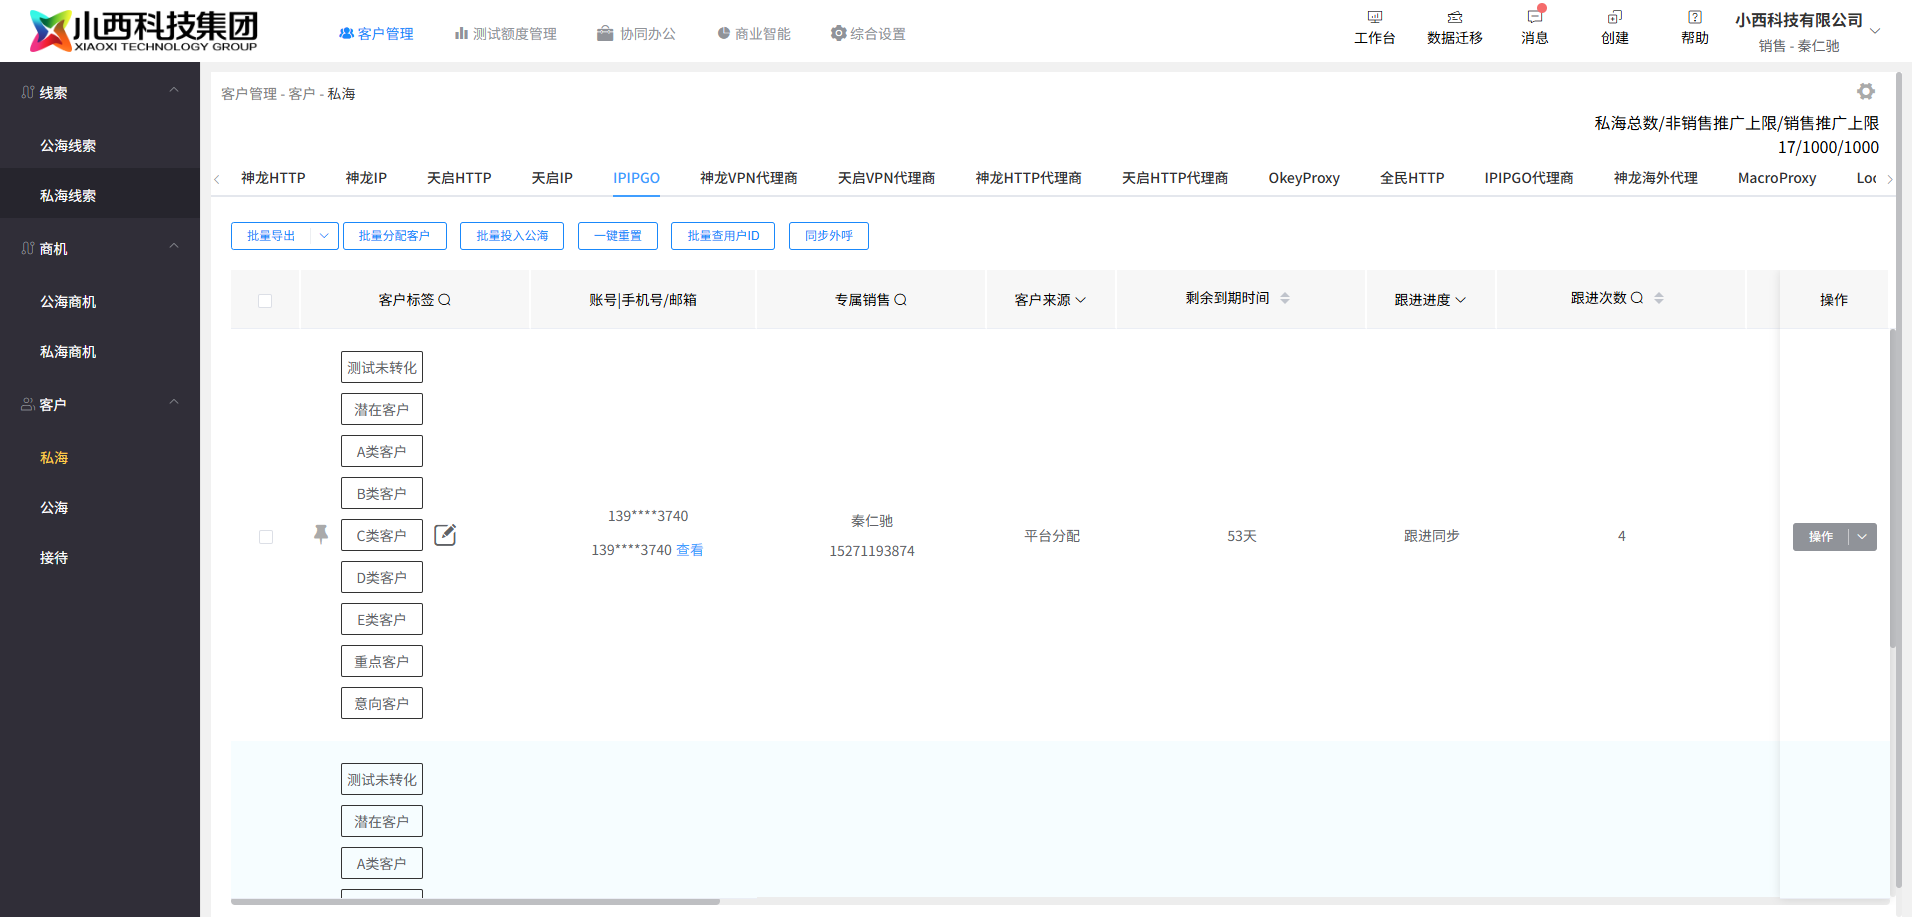 小西科技集团
XIAOXI TECHNOLOGY GROUP
客户管理
测试额度管理
协同办公
商业智能
综合设置
工作台
数据迁移
消息
创建
帮助
小西科技有限公司
销售 - 秦仁驰
线索
公海线索
私海线索
商机
公海商机
私海商机
客户
私海
公海
接待
客户管理 - 客户 - 私海
私海总数/非销售推广上限/销售推广上限
17/1000/1000
神龙HTTP
神龙IP
天启HTTP
天启IP
IPIPGO
神龙VPN代理商
天启VPN代理商
神龙HTTP代理商
天启HTTP代理商
OkeyProxy
全民HTTP
IPIPGO代理商
神龙海外代理
MacroProxy
Loc
批量导出
批量分配客户
批量投入公海
一键重置
批量查用户ID
同步外呼
客户标签
账号|手机号/邮箱
专属销售
客户来源
剩余到期时间
跟进进度
跟进次数
操作
测试未转化
潜在客户
A类客户
B类客户
C类客户
D类客户
E类客户
重点客户
意向客户
139****3740
139****3740 查看
秦仁驰
15271193874
平台分配
53天
跟进同步
4
操作
测试未转化
潜在客户
A类客户